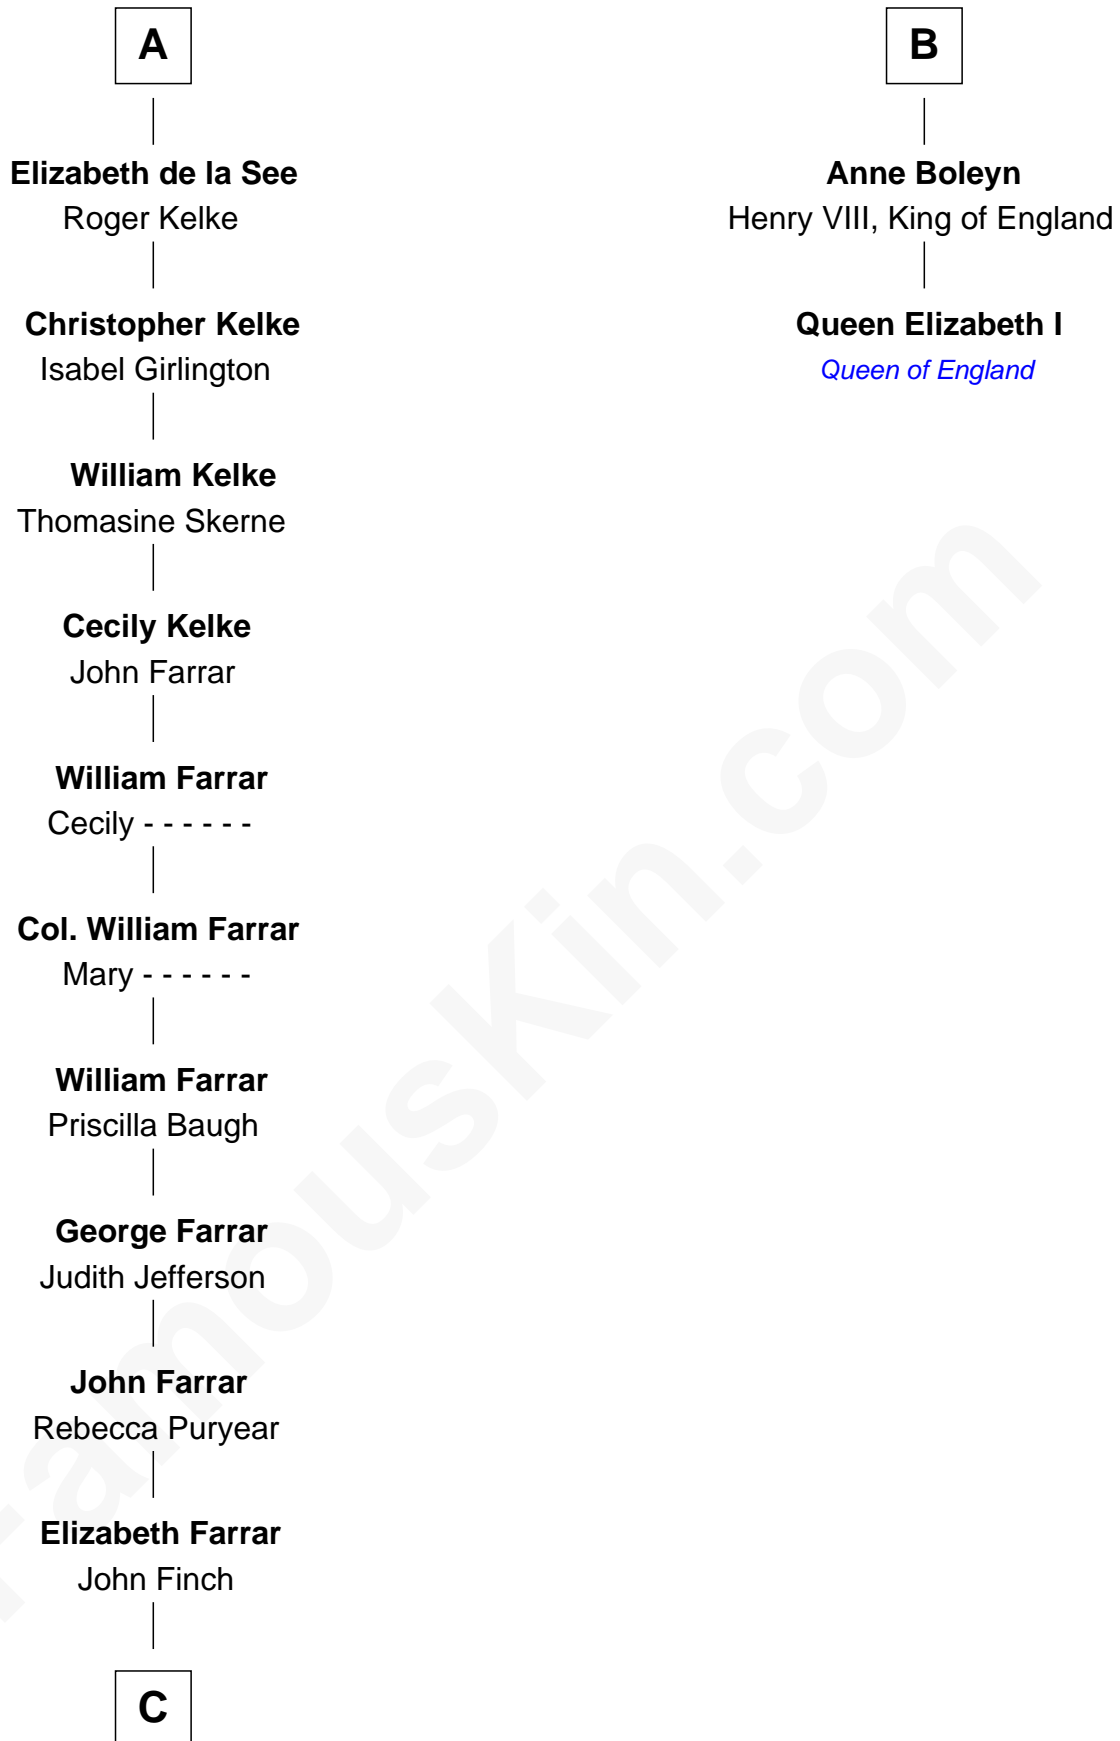 A
Elizabeth de la See
Roger Kelke
Christopher Kelke
Isabel Girlington
William Kelke
Thomasine Skerne
Cecily Kelke
John Farrar
William Farrar
Cecily - - - - - -
Col. William Farrar
Mary - - - - - -
William Farrar
Priscilla Baugh
George Farrar
Judith Jefferson
John Farrar
Rebecca Puryear
Elizabeth Farrar
John Finch
C
B
Anne Boleyn
Henry VIII, King of England
Queen Elizabeth I
Queen of England
FamousKin.com